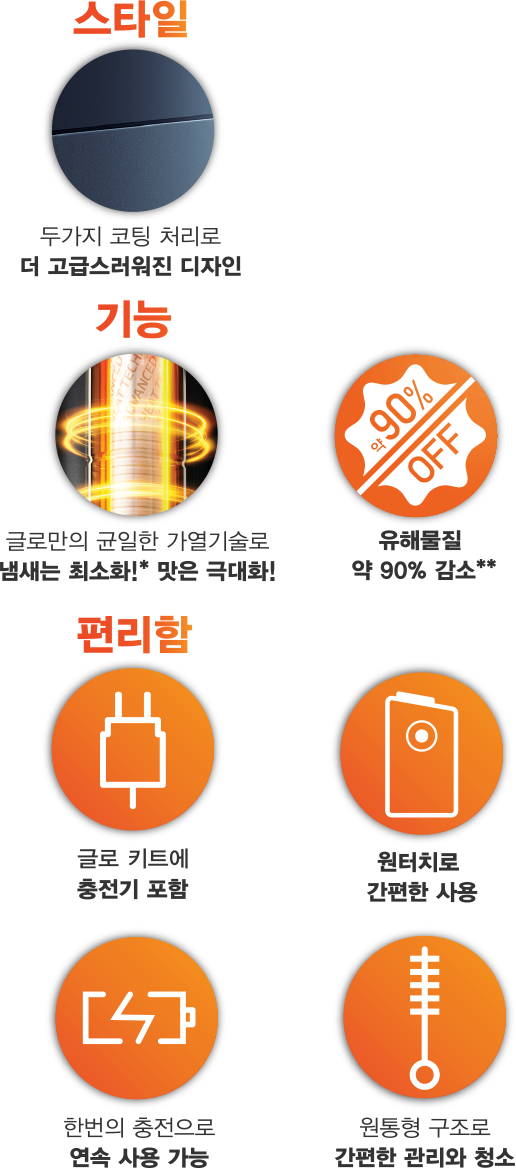 스타일
두가지 코팅 처리로
더 고급스러워진 디자인
기능
ADVANCED
약 90%
OFF
글로만의 균일한 가열기술로
냄새는 최소화!* 맛은 극대화!
유해물질
약 90% 감소**
편리함
글로 키트에
충전기 포함
원터치로
간편한 사용
한번의 충전으로
연속 사용 가능
원통형 구조로
간편한 관리와 청소